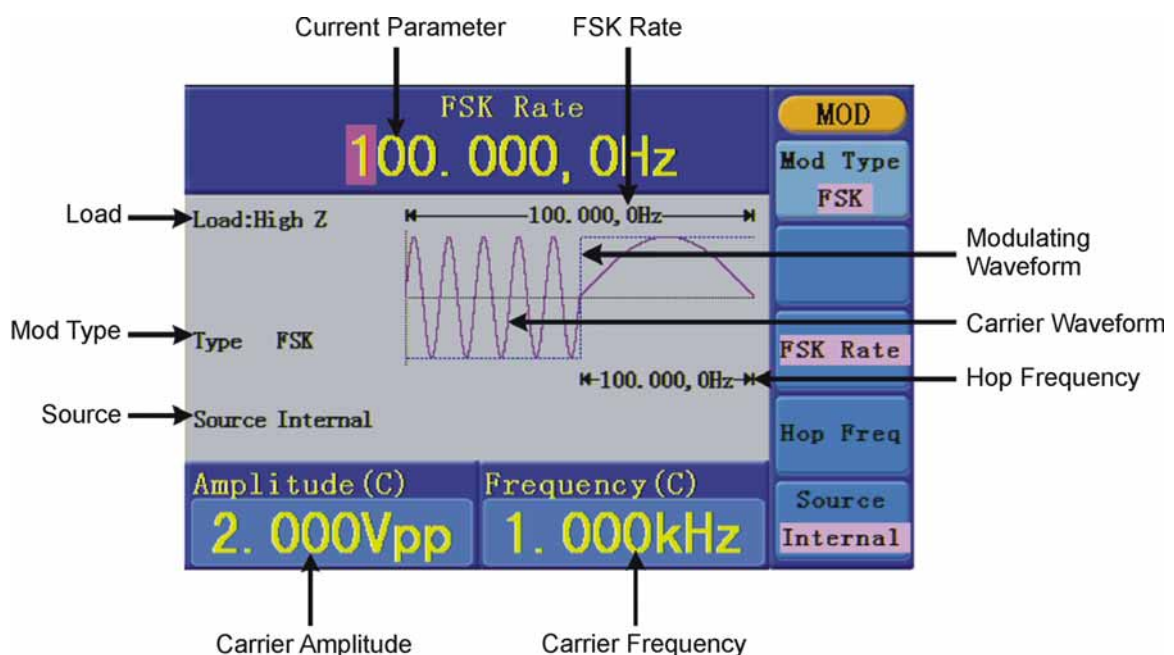 Current Parameter
FSK Rate
FSK Rate
100.000,0Hz
MOD
Mod Type
FSK
Load
Load:High Z
100.000,0Hz
Modulating
Waveform
Mod Type
Type FSK
Carrier Waveform
FSK Rate
100.000,0Hz
Hop Frequency
Source
Source Internal
Hop Freq
Amplitude(C)
Frequency(C)
Source
Internal
2.000Vpp
1.000kHz
Carrier Amplitude
Carrier Frequency